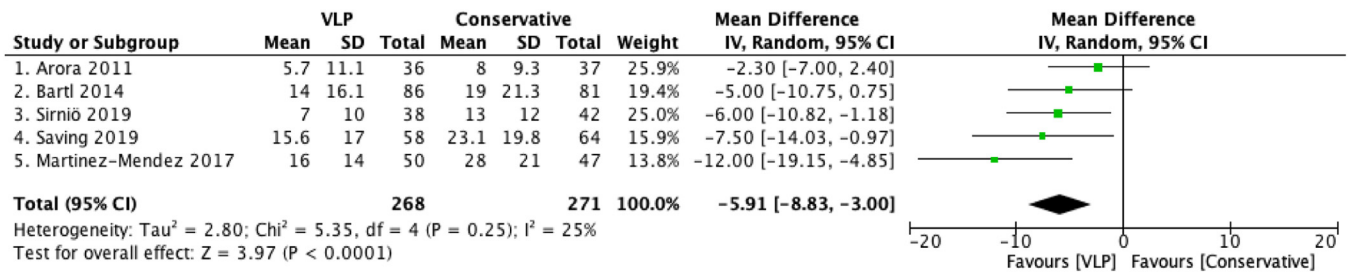 VLP Conservative Mean Difference Mean Difference
Study or Subgroup Mean SD Total Mean SD Total Weight IV, Random, 95% CI IV, Random, 95% CI
1. Arora 2011 5.7 11.1 36 8 9.3 37 25.9% −2.30 [−7.00, 2.40]
2. Bartl 2014 14 16.1 86 19 21.3 81 19.4% −5.00 [−10.75, 0.75]
3. Sirniö 2019 7 10 38 13 12 42 25.0% −6.00 [−10.82, −1.18]
4. Saving 2019 15.6 17 58 23.1 19.8 64 15.9% −7.50 [−14.03, −0.97]
5. Martinez-Mendez 2017 16 14 50 28 21 47 13.8% −12.00 [−19.15, −4.85]
Total (95% CI) 268 271 100.0% −5.91 [−8.83, −3.00]
Heterogeneity: Tau² = 2.80; Chi² = 5.35, df = 4 (P = 0.25); I² = 25%
Test for overall effect: Z = 3.97 (P < 0.0001)
−20 −10 0 10 20
Favours [VLP] Favours [Conservative]